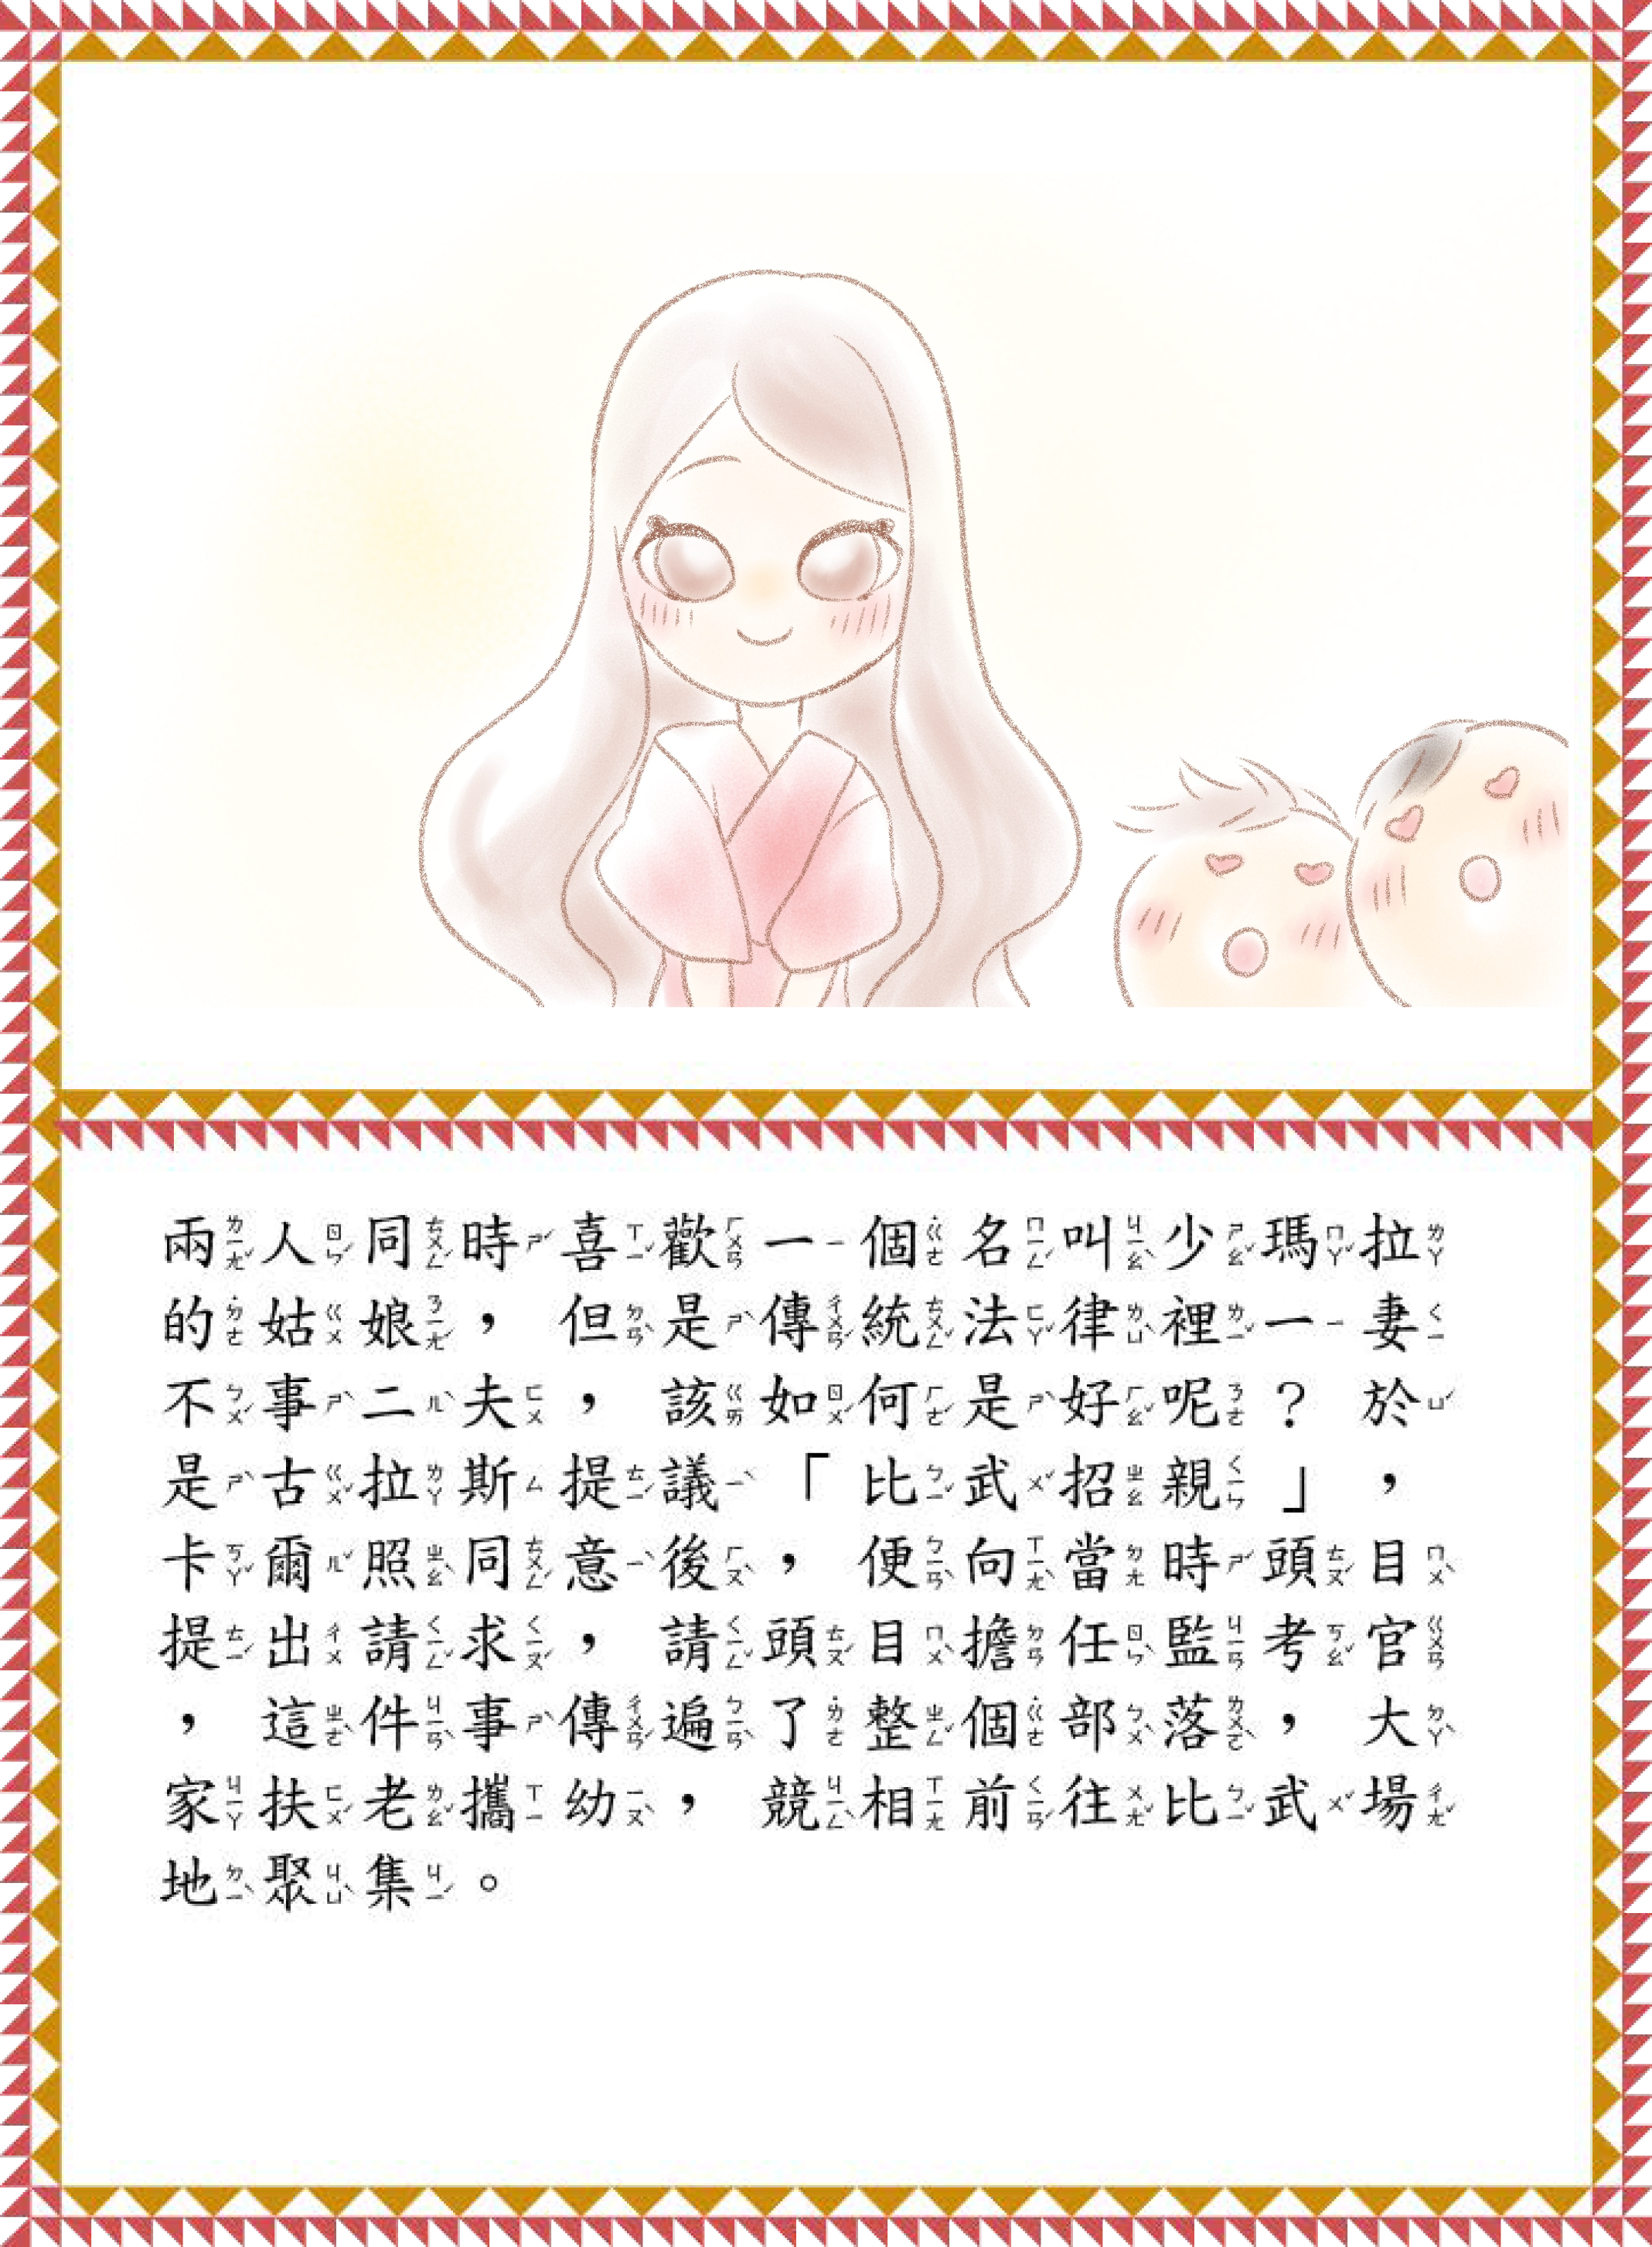 兩人同時喜歡一個名叫少瑪拉
的姑娘，但是傳統法律裡一妻
不事二夫，該如何是好呢？於
是古拉斯提議「比武招親」，
卡爾照同意後，便向當時頭目
提出請求，請頭目擔任監考官
，這件事傳遍了整個部落，大
家扶老攜幼，競相前往比武場
地聚集。